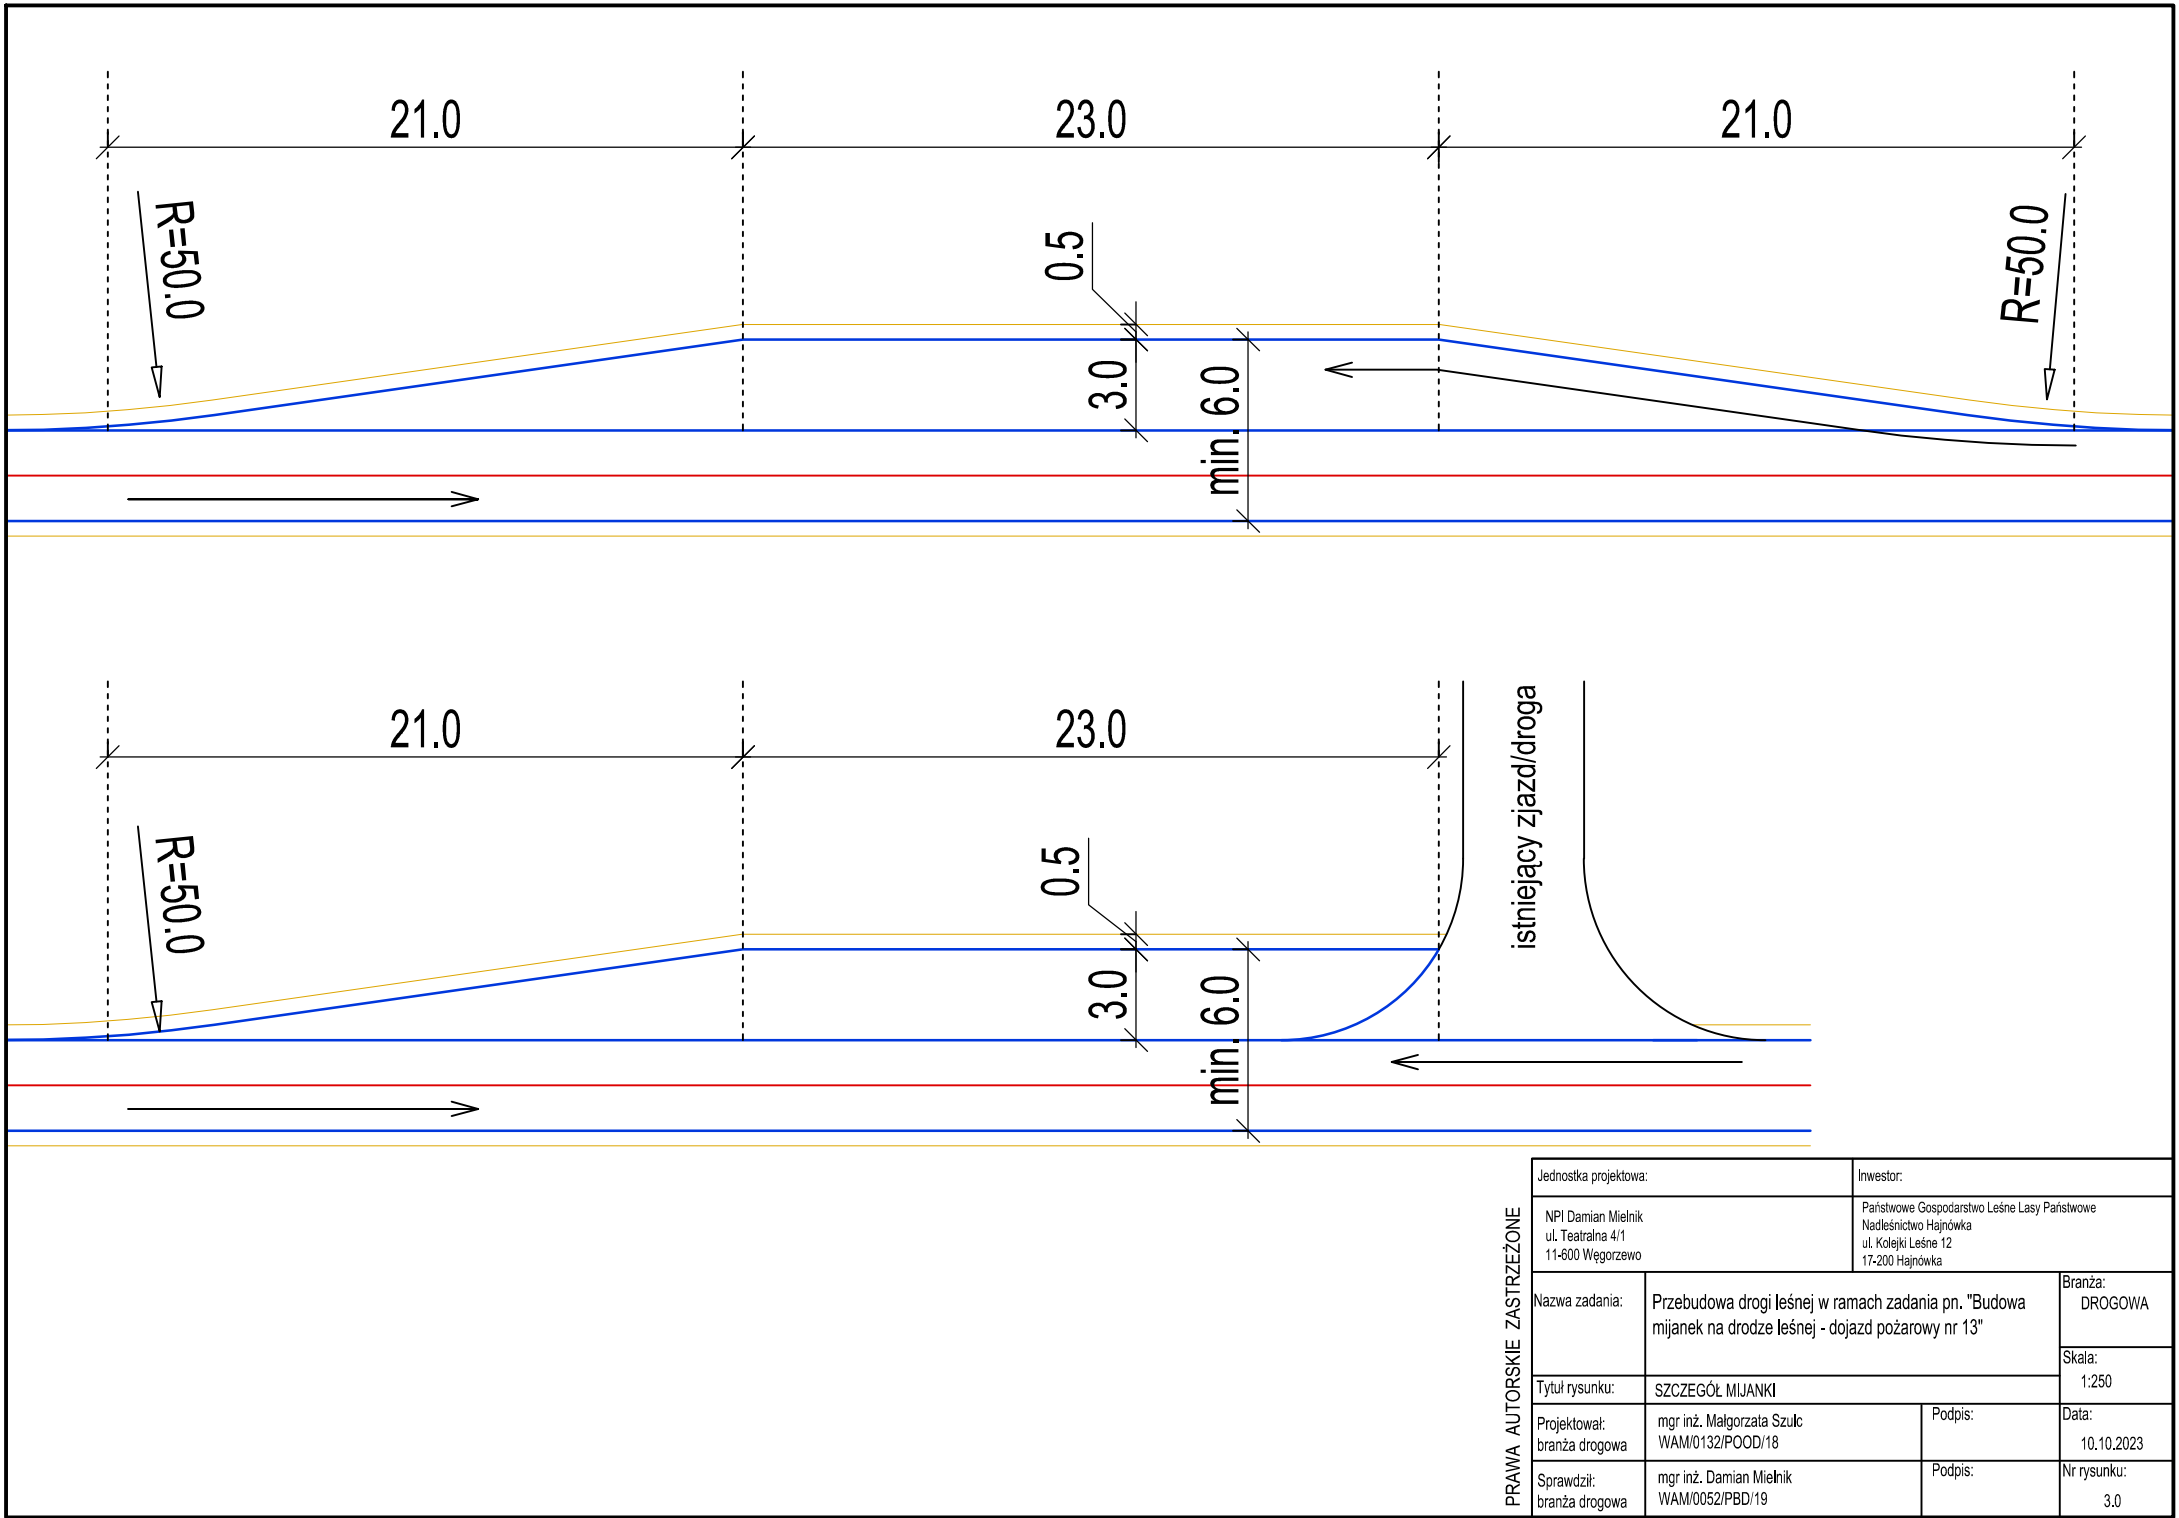 21.0
23.0
21.0
R=50.0
0.5
R=50.0
3.0
min. 6.0
21.0
23.0
istniejący zjazd/droga
R=50.0
0.5
3.0
min. 6.0
PRAWA AUTORSKIE ZASTRZEŻONE
Jednostka projektowa:
Inwestor:
NPI Damian Mielnik
ul. Teatralna 4/1
11-600 Węgorzewo
Państwowe Gospodarstwo Leśne Lasy Państwowe
Nadleśnictwo Hajnówka
ul. Kolejki Leśne 12
17-200 Hajnówka
Nazwa zadania:
Przebudowa drogi leśnej w ramach zadania pn. "Budowa
mijanek na drodze leśnej - dojazd pożarowy nr 13"
Branża:
DROGOWA
Skala:
1:250
Tytuł rysunku:
SZCZEGÓŁ MIJANKI
Projektował:
branża drogowa
mgr inż. Małgorzata Szulc
WAM/0132/POOD/18
Podpis:
Data:
10.10.2023
Sprawdził:
branża drogowa
mgr inż. Damian Mielnik
WAM/0052/PBD/19
Podpis:
Nr rysunku:
3.0